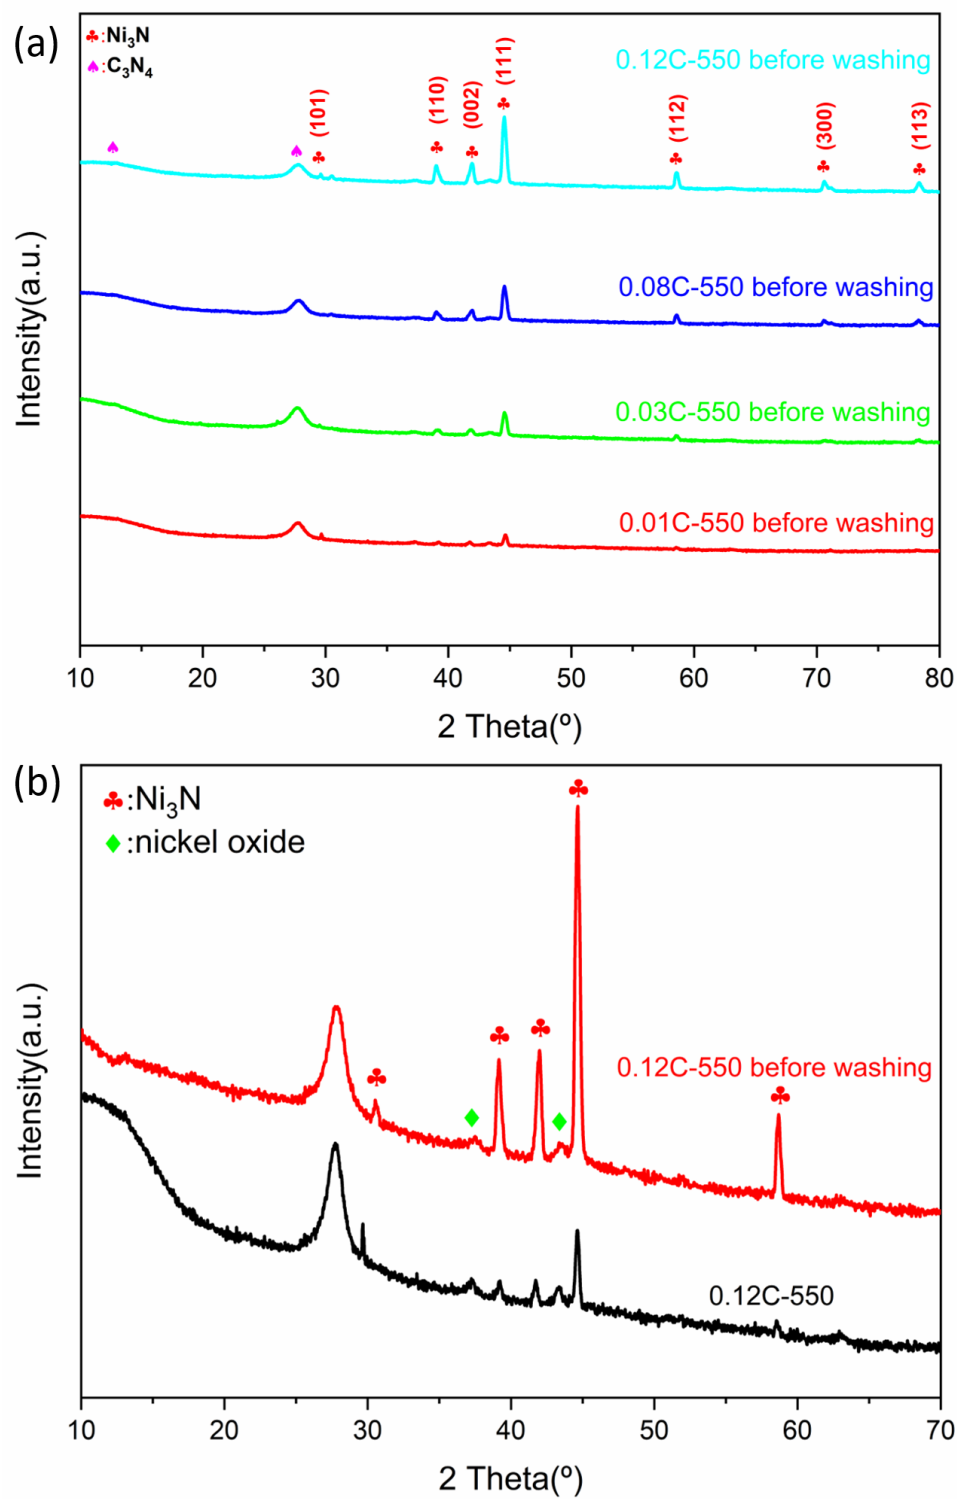 (a)
♣:Ni₃N
♠:C₃N₄
0.12C-550 before washing
(101)
(110)
(002)
(111)
(112)
(300)
(113)
0.08C-550 before washing
0.03C-550 before washing
0.01C-550 before washing
Intensity(a.u.)
10 20 30 40 50 60 70 80
2 Theta(º)
(b)
♣:Ni₃N
♦:nickel oxide
0.12C-550 before washing
0.12C-550
Intensity(a.u.)
10 20 30 40 50 60 70
2 Theta(º)